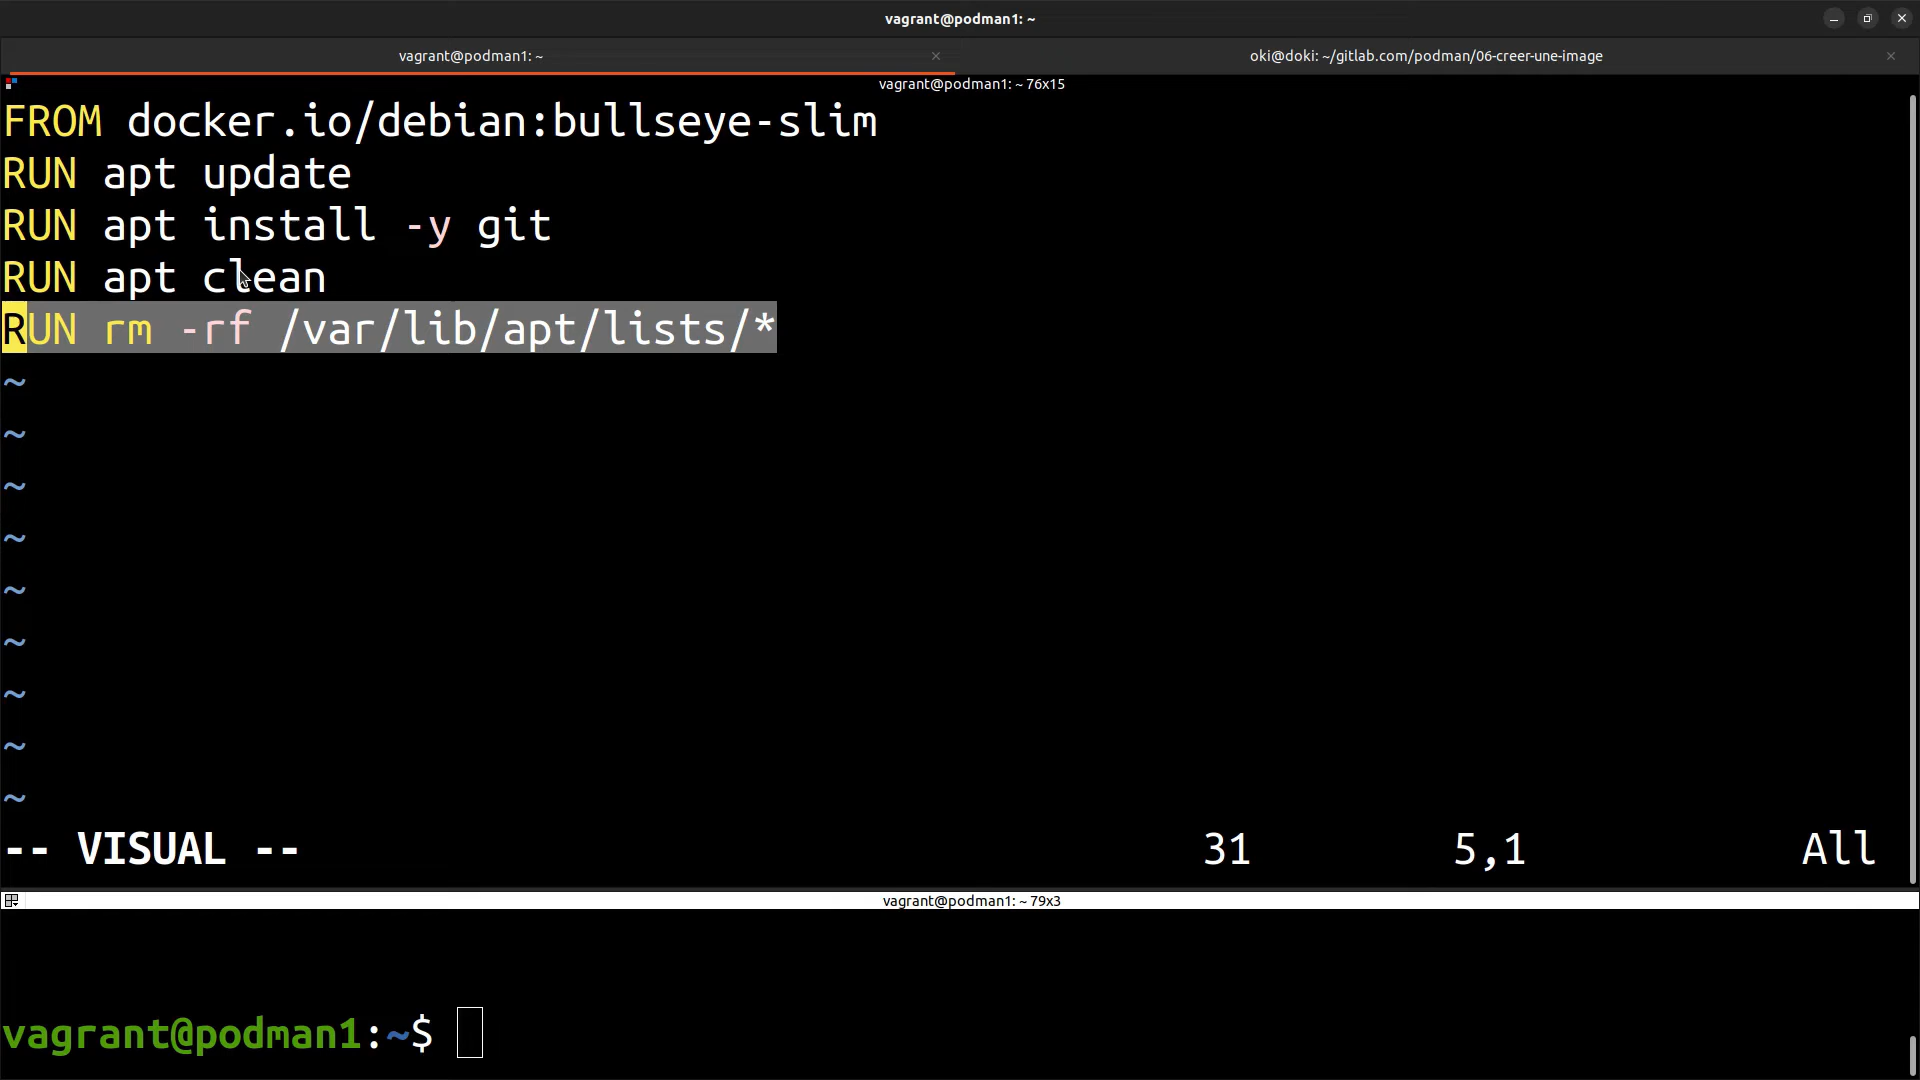 vagrant@podman1: ~
vagrant@podman1: ~
oki@doki: ~/gitlab.com/podman/06-creer-une-image
vagrant@podman1: ~ 76x15
FROM docker.io/debian:bullseye-slim
RUN apt update
RUN apt install -y git
RUN apt clean
RUN rm -rf /var/lib/apt/lists/*
~
~
~
~
~
~
~
~
~
-- VISUAL -- 31 5,1 All
vagrant@podman1: ~ 79x3
vagrant@podman1:~$